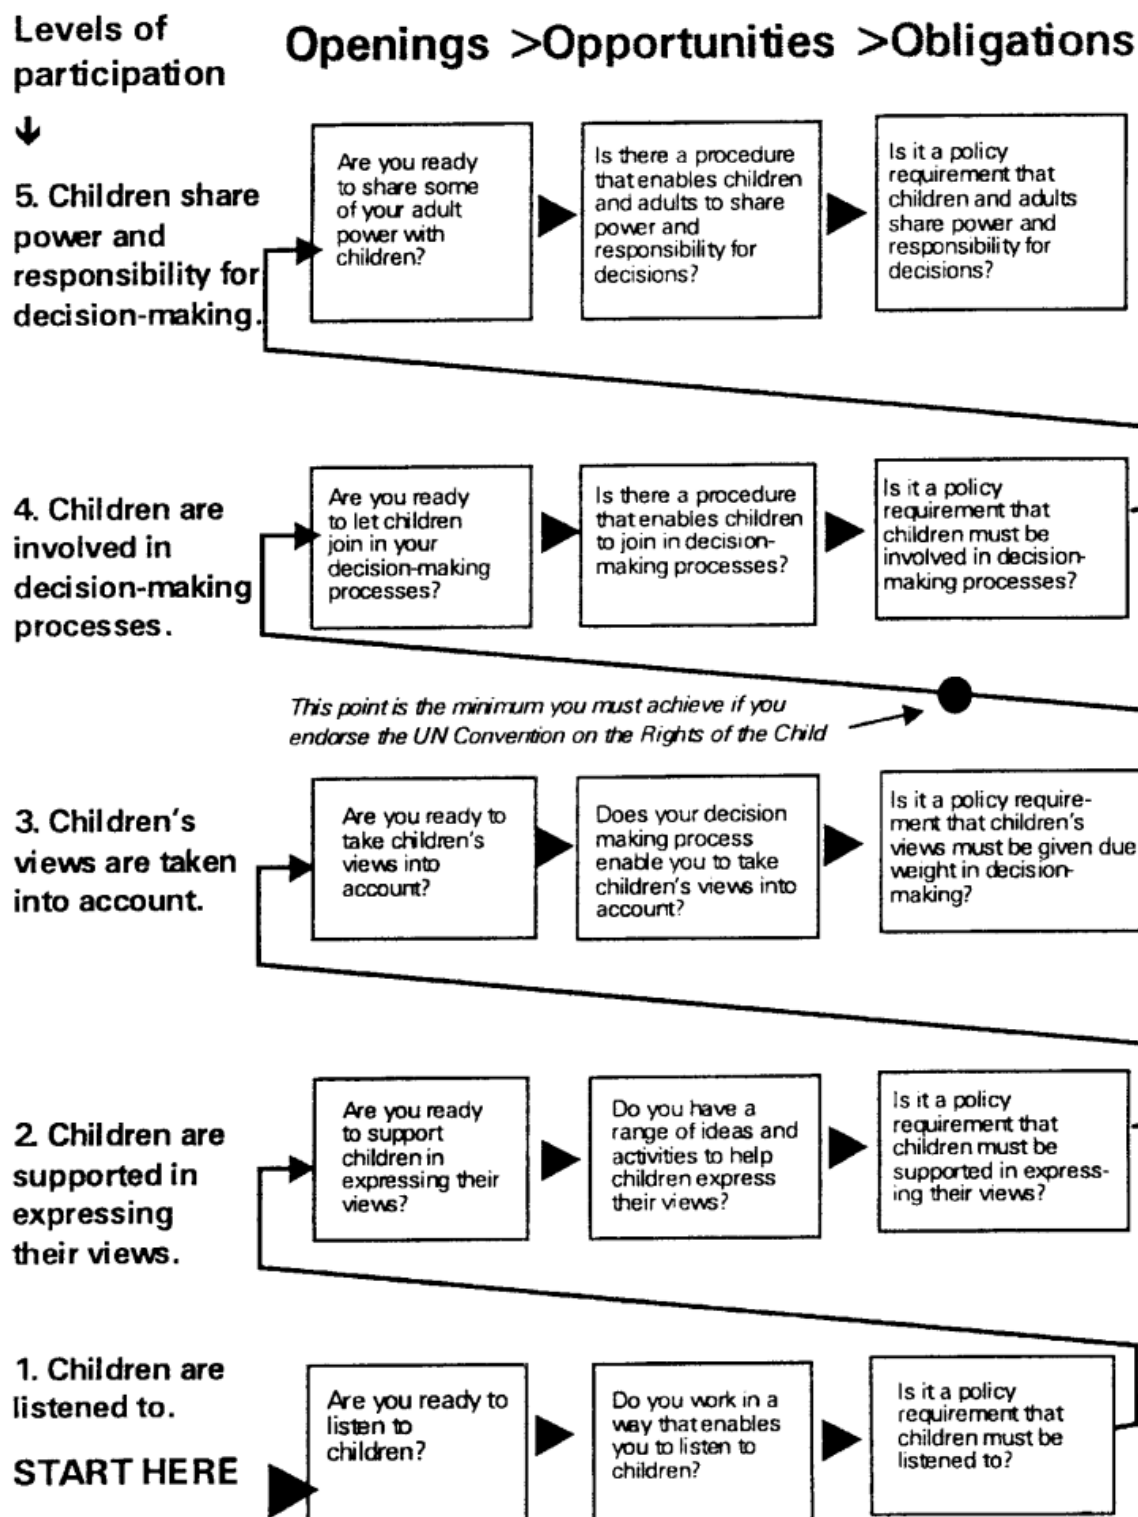 Levels of
participation
Openings >Opportunities >Obligations
5. Children share
power and
responsibility for
decision-making.
Are you ready
to share some
of your adult
power with
children?
Is there a procedure
that enables children
and adults to share
power and
responsibility for
decisions?
Is it a policy
requirement that
children and adults
share power and
responsibility for
decisions?
4. Children are
involved in
decision-making
processes.
Are you ready
to let children
join in your
decision-making
processes?
Is there a procedure
that enables children
to join in decision-
making processes?
Is it a policy
requirement that
children must be
involved in decision-
making processes?
This point is the minimum you must achieve if you
endorse the UN Convention on the Rights of the Child
3. Children's
views are taken
into account.
Are you ready to
take children's
views into
account?
Does your decision
making process
enable you to take
children's views into
account?
Is it a policy require-
ment that children's
views must be given due
weight in decision-
making?
2. Children are
supported in
expressing
their views.
Are you ready
to support
children in
expressing their
views?
Do you have a
range of ideas and
activities to help
children express
their views?
Is it a policy
requirement that
children must be
supported in express-
ing their views?
1. Children are
listened to.
START HERE
Are you ready to
listen to
children?
Do you work in a
way that enables
you to listen to
children?
Is it a policy
requirement that
children must be
listened to?